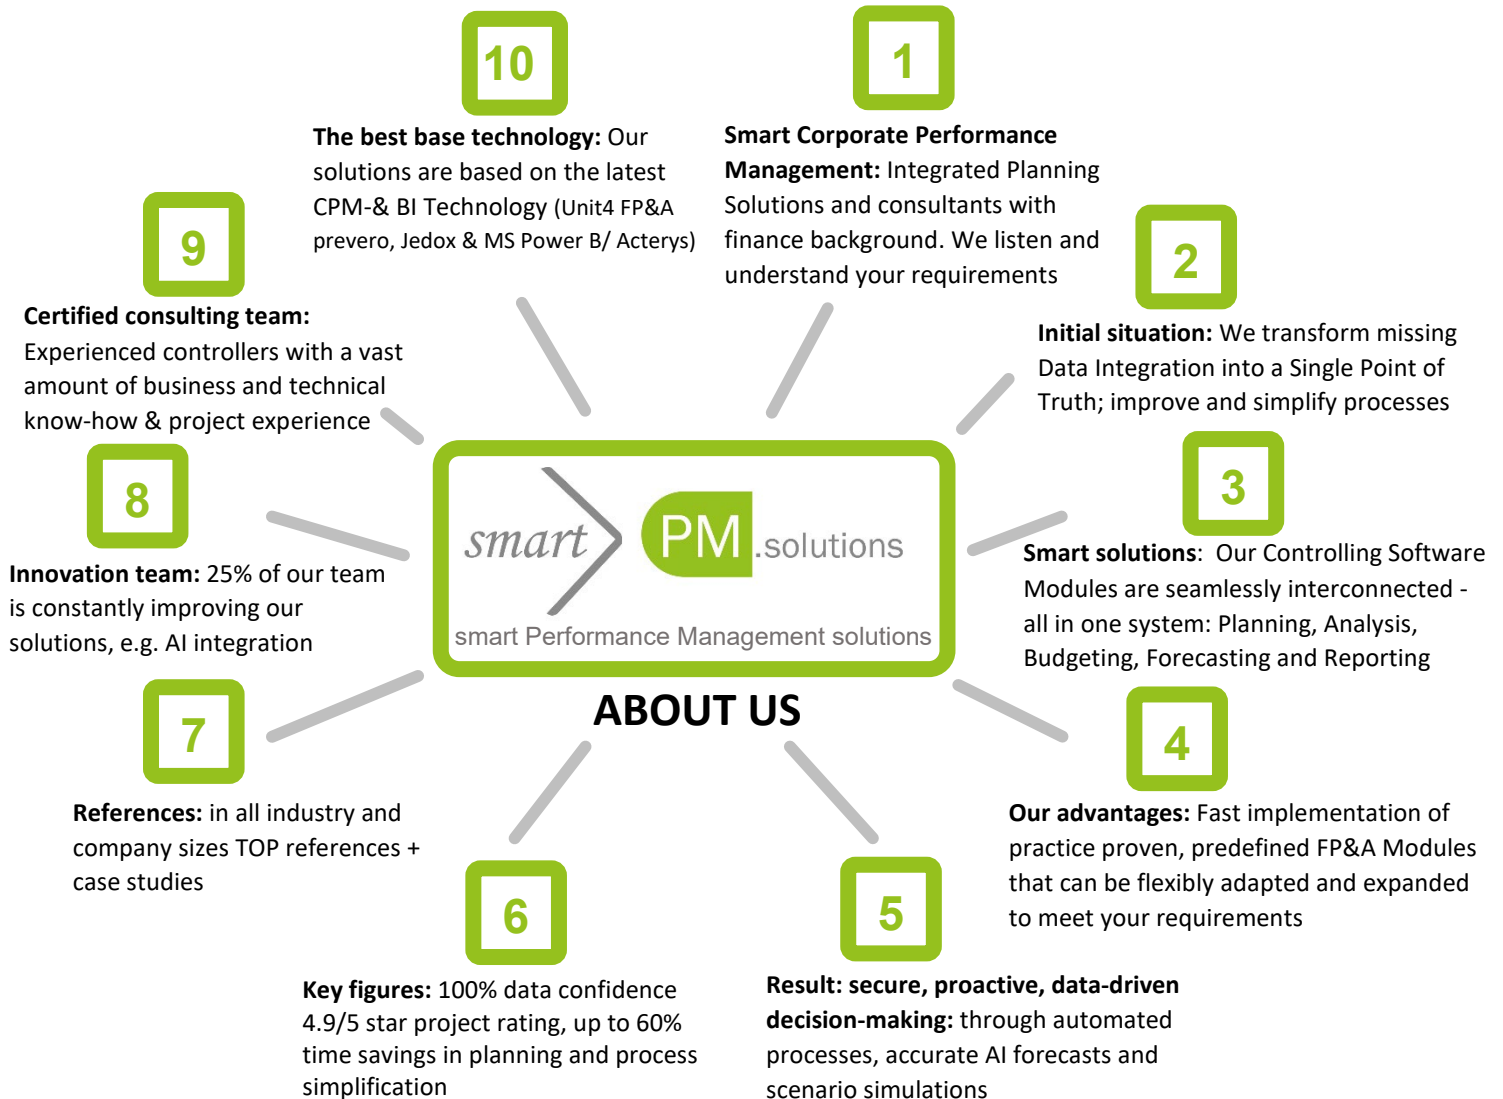 10
The best base technology: Our
solutions are based on the latest
CPM-& BI Technology (Unit4 FP&A
prevero, Jedox & MS Power B/ Acterys)
1
Smart Corporate Performance
Management: Integrated Planning
Solutions and consultants with
finance background. We listen and
understand your requirements
2
Initial situation: We transform missing
Data Integration into a Single Point of
Truth; improve and simplify processes
3
Smart solutions:  Our Controlling Software
Modules are seamlessly interconnected -
all in one system: Planning, Analysis,
Budgeting, Forecasting and Reporting
4
Our advantages: Fast implementation of
practice proven, predefined FP&A Modules
that can be flexibly adapted and expanded
to meet your requirements
5
Result: secure, proactive, data-driven
decision-making: through automated
processes, accurate AI forecasts and
scenario simulations
6
Key figures: 100% data confidence
4.9/5 star project rating, up to 60%
time savings in planning and process
simplification
7
References: in all industry and
company sizes TOP references +
case studies
8
Innovation team: 25% of our team
is constantly improving our
solutions, e.g. AI integration
9
Certified consulting team:
Experienced controllers with a vast
amount of business and technical
know-how & project experience
smart PM.solutions
smart Performance Management solutions
ABOUT US